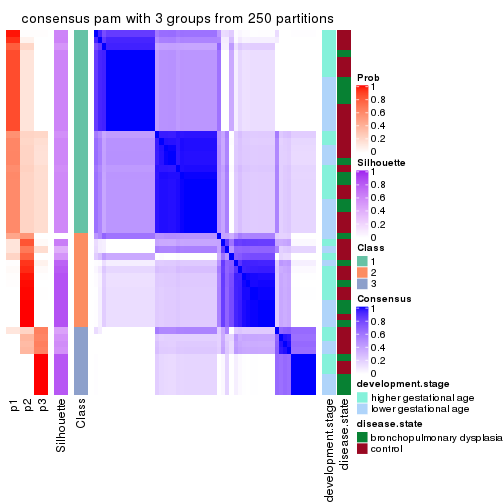 consensus pam with 3 groups from 250 partitions
Prob
1
0.8
0.6
0.4
0.2
0
Silhouette
1
0.8
0.6
0.4
0.2
0
Class
1
2
3
Consensus
1
0.8
0.6
0.4
0.2
0
development.stage
higher gestational age
lower gestational age
disease.state
bronchopulmonary dysplasia
control
p1
p2
p3
Silhouette
Class
development.stage
disease.state